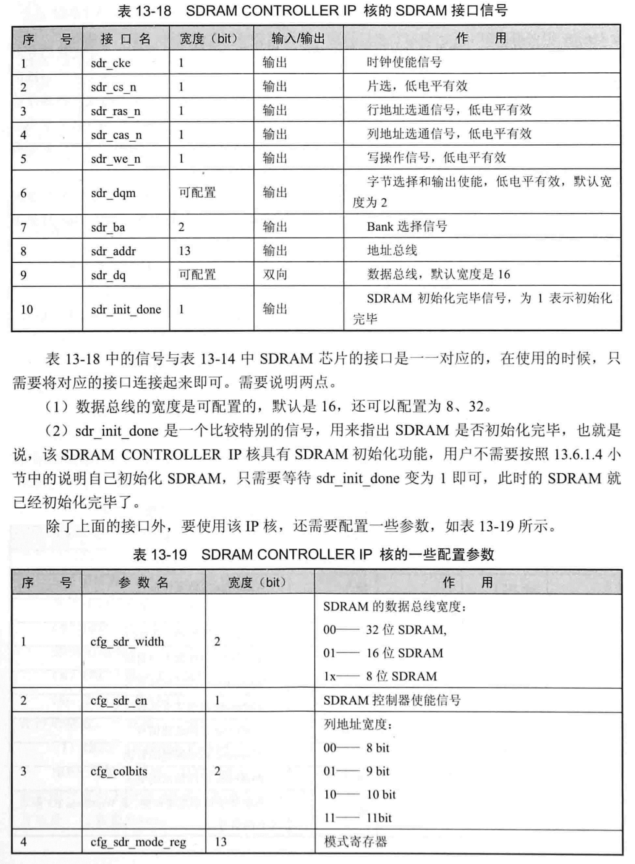 表 13-18 SDRAM CONTROLLER IP 核的 SDRAM 接口信号
序 号 接 口 名 宽度（bit） 输入/输出 作 用
1 sdr_cke 1 输出 时钟使能信号
2 sdr_cs_n 1 输出 片选，低电平有效
3 sdr_ras_n 1 输出 行地址选通信号，低电平有效
4 sdr_cas_n 1 输出 列地址选通信号，低电平有效
5 sdr_we_n 1 输出 写操作信号，低电平有效
6 sdr_dqm 可配置 输出 字节选择和输出使能，低电平有效，默认宽
度为 2
7 sdr_ba 2 输出 Bank 选择信号
8 sdr_addr 13 输出 地址总线
9 sdr_dq 可配置 双向 数据总线，默认宽度是 16
10 sdr_init_done 1 输出 SDRAM 初始化完毕信号，为 1 表示初始化
完毕
表 13-18 中的信号与表 13-14 中 SDRAM 芯片的接口是一一对应的，在使用的时候，只
需要将对应的接口连接起来即可。需要说明两点。
（1）数据总线的宽度是可配置的，默认是 16，还可以配置为 8、32。
（2）sdr_init_done 是一个比较特别的信号，用来指出 SDRAM 是否初始化完毕，也就是
说，该 SDRAM CONTROLLER IP 核具有 SDRAM 初始化功能，用户不需要按照 13.6.1.4 小
节中的说明自己初始化 SDRAM，只需要等待 sdr_init_done 变为 1 即可，此时的 SDRAM 就
已经初始化完毕了。
除了上面的接口外，要使用该 IP 核，还需要配置一些参数，如表 13-19 所示。
表 13-19 SDRAM CONTROLLER IP 核的一些配置参数
序 号 参 数 名 宽度（bit） 作 用
1 cfg_sdr_width 2 SDRAM 的数据总线宽度：
00—— 32 位 SDRAM,
01—— 16 位 SDRAM
1x—— 8 位 SDRAM
2 cfg_sdr_en 1 SDRAM 控制器使能信号
3 cfg_colbits 2 列地址宽度：
00—— 8 bit
01—— 9 bit
10—— 10 bit
11—— 11bit
4 cfg_sdr_mode_reg 13 模式寄存器